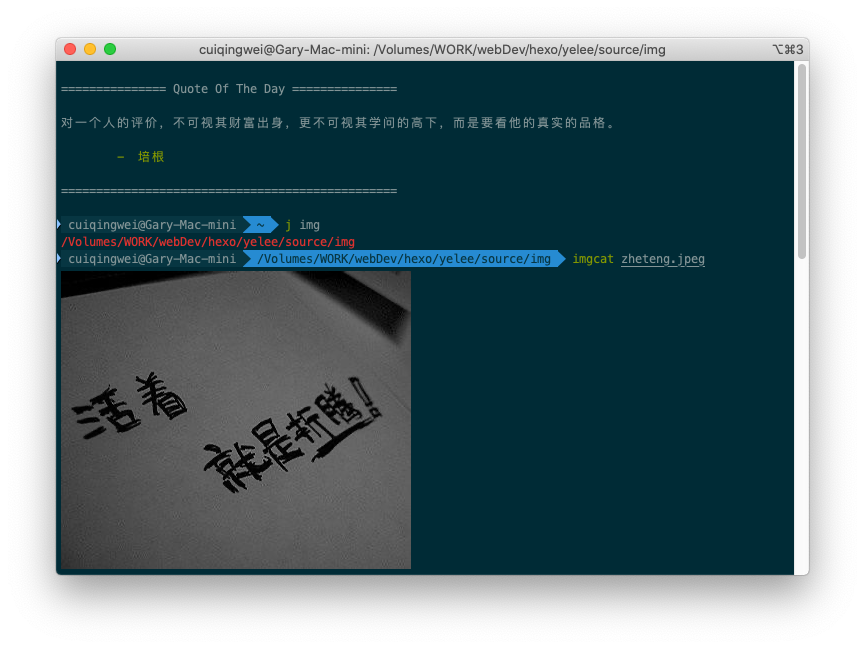 cuiqingwei@Gary-Mac-mini: /Volumes/WORK/webDev/hexo/yelee/source/img
⌥⌘3
=============== Quote Of The Day ===============
对一个人的评价，不可视其财富出身，更不可视其学问的高下，而是要看他的真实的品格。
— 培根
================================================
cuiqingwei@Gary-Mac-mini ~ j img
/Volumes/WORK/webDev/hexo/yelee/source/img
cuiqingwei@Gary-Mac-mini /Volumes/WORK/webDev/hexo/yelee/source/img imgcat zheteng.jpeg
活着
就是折腾!